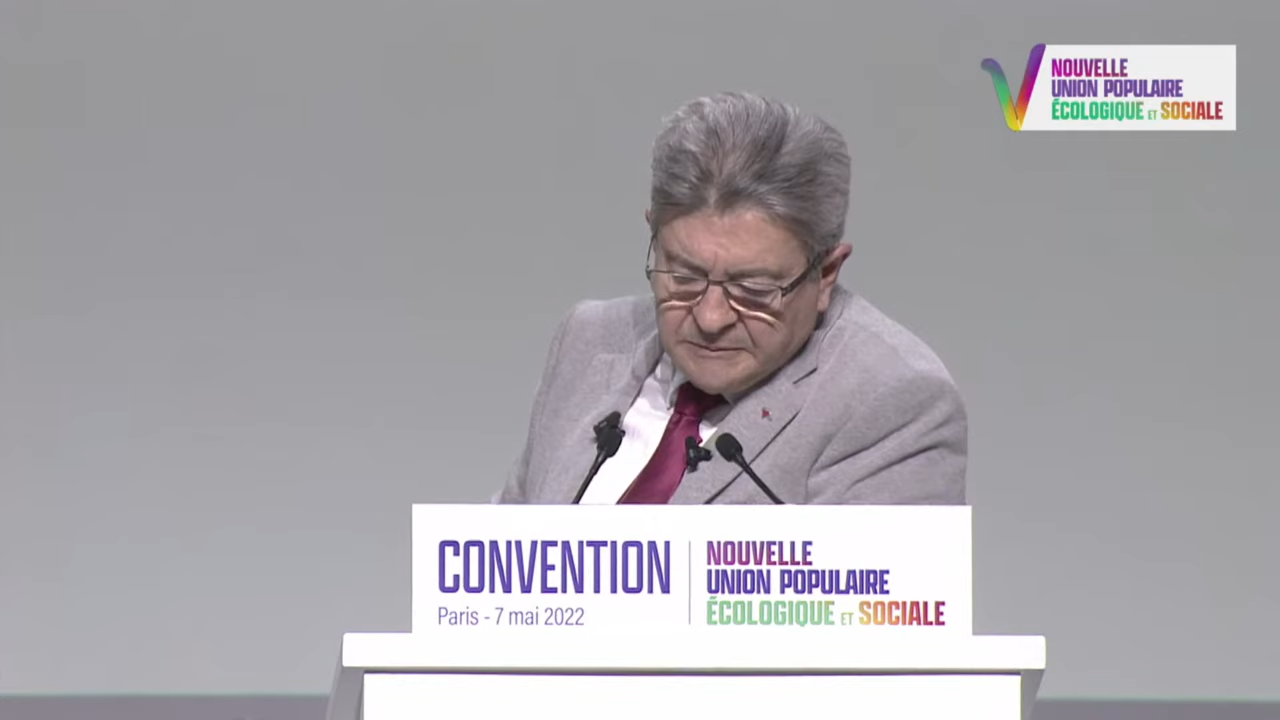 NOUVELLE
UNION POPULAIRE
ÉCOLOGIQUE ET SOCIALE
CONVENTION
Paris - 7 mai 2022
NOUVELLE
UNION POPULAIRE
ÉCOLOGIQUE ET SOCIALE